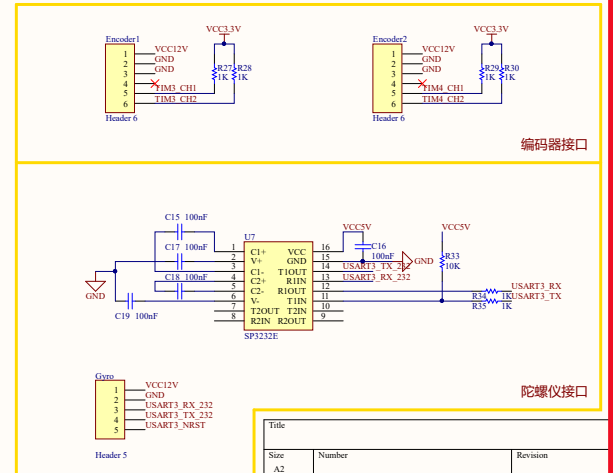 VCC3.3V
VCC3.3V
Encoder1
Encoder2
1 VCC12V
2 GND
3 GND
4
5 TIM3_CH1
6 TIM3_CH2
R27 R28
1K 1K
Header 6
1 VCC12V
2 GND
3 GND
4
5 TIM4_CH1
6 TIM4_CH2
R29 R30
1K 1K
Header 6
编码器接口
C15 100nF
C17 100nF
C18 100nF
C19 100nF
GND
U7
1 C1+ VCC 16
2 V+ GND 15
3 C1- T1OUT 14
4 C2+ R1IN 13
5 C2- R1OUT 12
6 V- T1IN 11
7 T2OUT T2IN 10
8 R2IN R2OUT 9
SP3232E
VCC5V
C16
100nF
GND
USART3_TX_232
USART3_RX_232
VCC5V
R33
10K
R34 1K USART3_RX
R35 1K USART3_TX
陀螺仪接口
Gyro
1 VCC12V
2 GND
3 USART3_RX_232
4 USART3_TX_232
5 USART3_NRST
Header 5
Title
Size Number Revision
A2